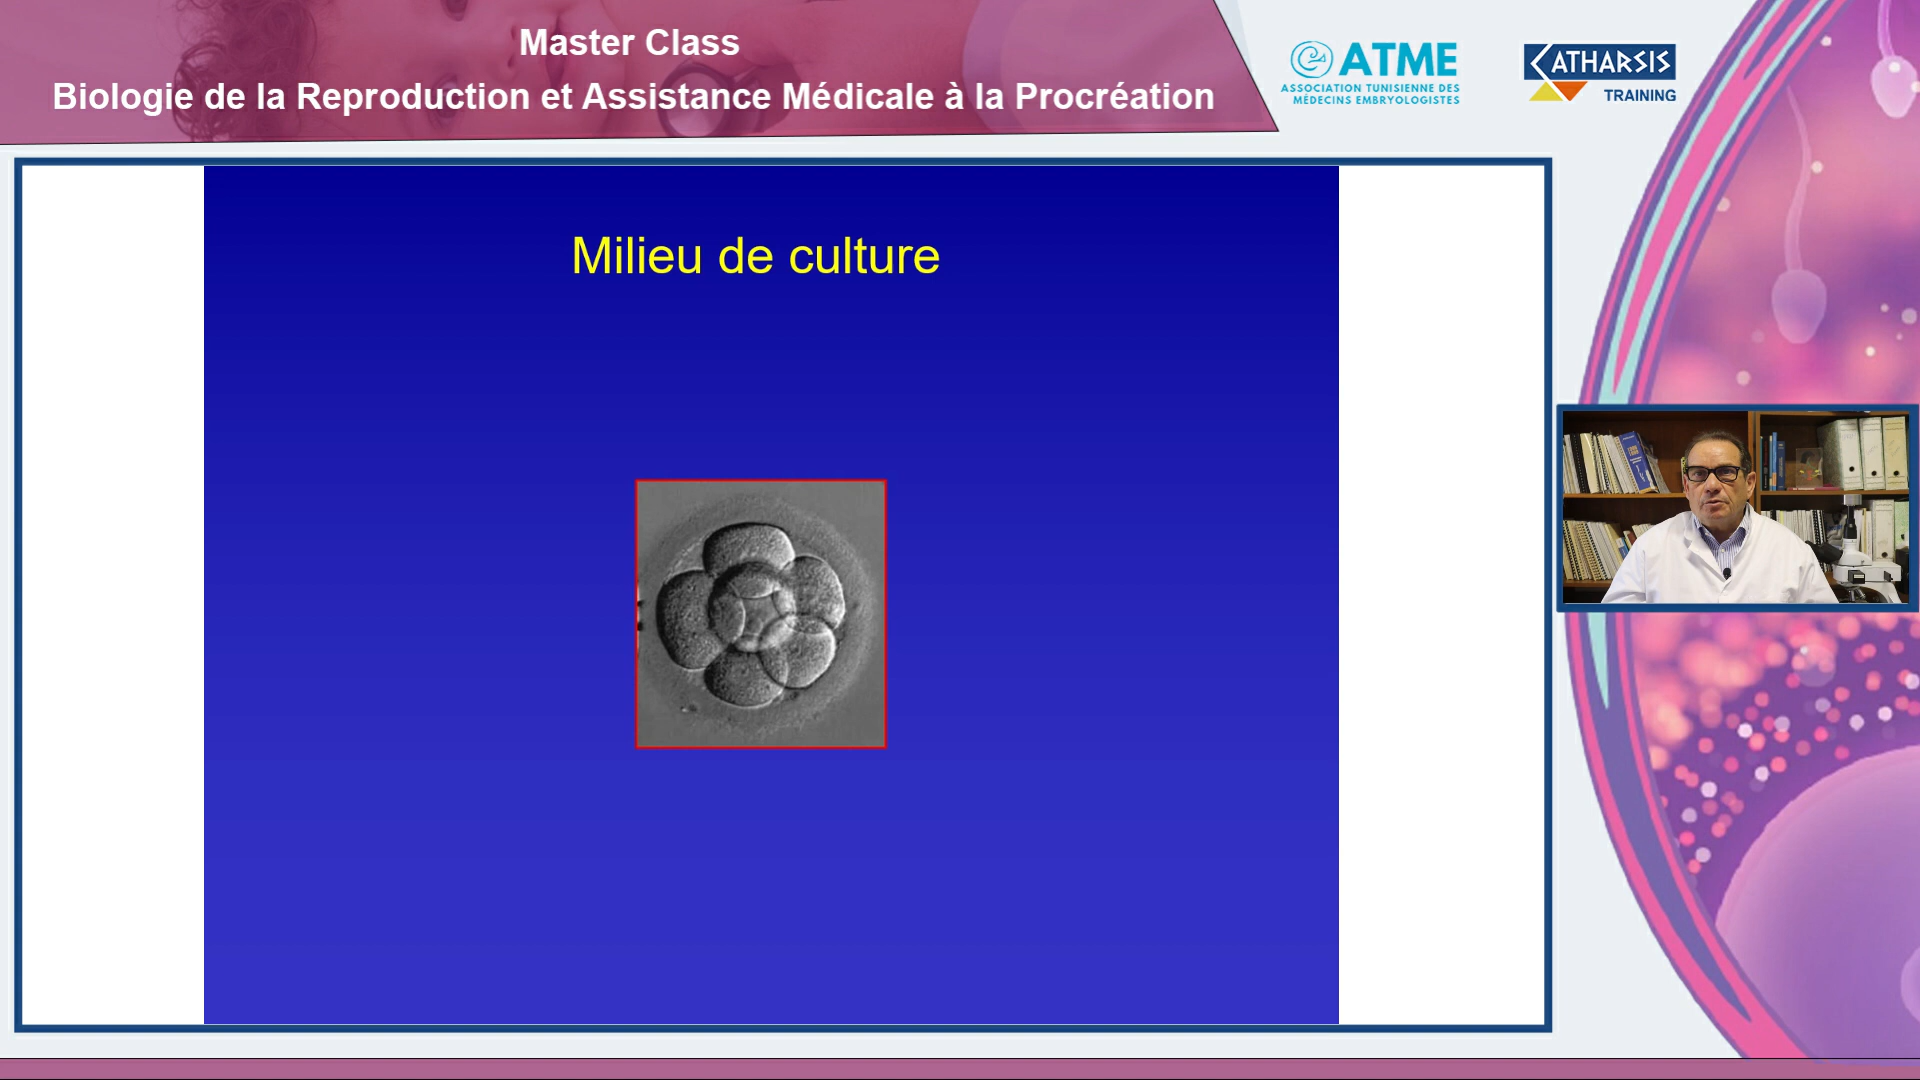 Master Class
Biologie de la Reproduction et Assistance Médicale à la Procréation
ATME
ASSOCIATION TUNISIENNE DES
MÉDECINS EMBRYOLOGISTES
KATHARSIS
TRAINING
Milieu de culture